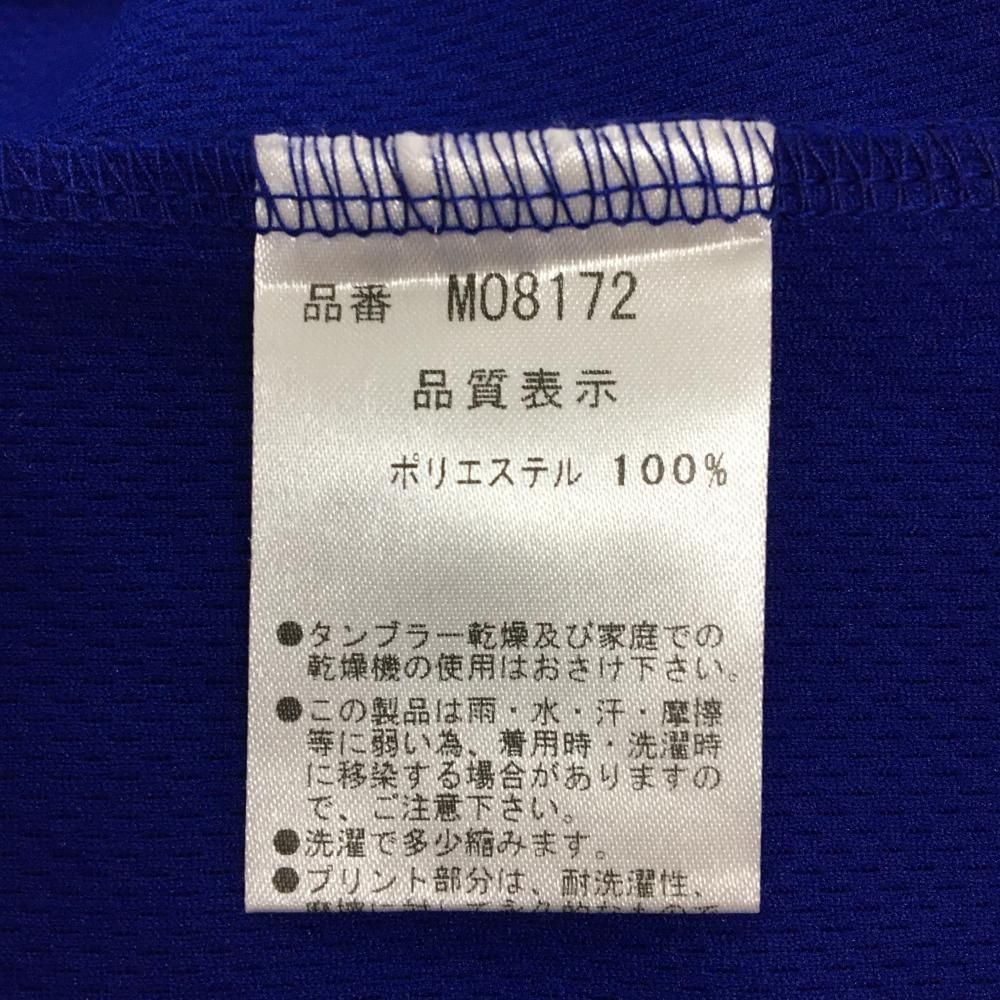 品番 M08172
品質表示
ポリエステル 100%
●タンブラー乾燥及び家庭での
乾燥機の使用はおさけ下さい。
●この製品は雨・水・汗・摩擦
等に弱い為、着用時・洗濯時
に移染する場合がありますの
で、ご注意下さい。
●洗濯で多少縮みます。
●プリント部分は、耐洗濯性、